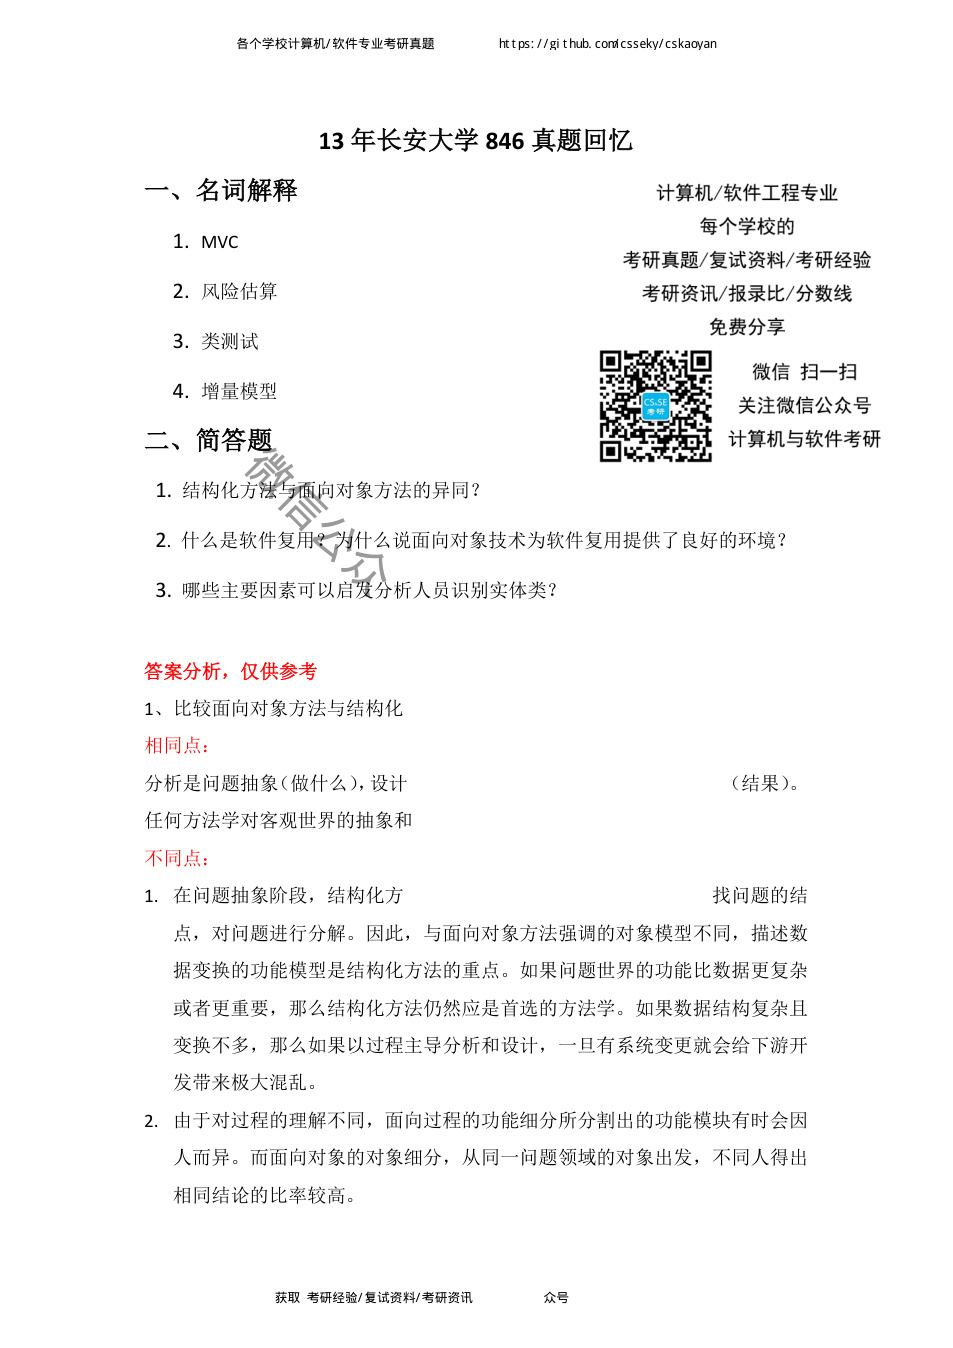 各个学校计算机/软件专业考研真题 https://github.com/csseky/cskaoyan
13 年长安大学 846 真题回忆
一、名词解释
1. MVC
2. 风险估算
3. 类测试
4. 增量模型
计算机/软件工程专业
每个学校的
考研真题/复试资料/考研经验
考研资讯/报录比/分数线
免费分享
CS&SE
考研
微信 扫一扫
关注微信公众号
计算机与软件考研
二、简答题
1. 结构化方法与面向对象方法的异同？
2. 什么是软件复用？为什么说面向对象技术为软件复用提供了良好的环境？
3. 哪些主要因素可以启发分析人员识别实体类？
微信公众
答案分析，仅供参考
1、比较面向对象方法与结构化
相同点：
分析是问题抽象（做什么），设计 （结果）。
任何方法学对客观世界的抽象和
不同点：
1. 在问题抽象阶段，结构化方 找问题的结
点，对问题进行分解。因此，与面向对象方法强调的对象模型不同，描述数
据变换的功能模型是结构化方法的重点。如果问题世界的功能比数据更复杂
或者更重要，那么结构化方法仍然应是首选的方法学。如果数据结构复杂且
变换不多，那么如果以过程主导分析和设计，一旦有系统变更就会给下游开
发带来极大混乱。
2. 由于对过程的理解不同，面向过程的功能细分所分割出的功能模块有时会因
人而异。而面向对象的对象细分，从同一问题领域的对象出发，不同人得出
相同结论的比率较高。
获取 考研经验/复试资料/考研资讯 众号